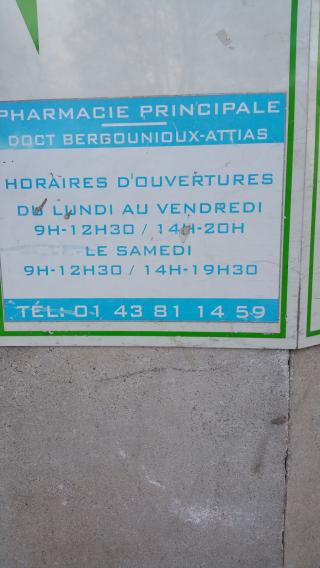 PHARMACIE PRINCIPALE
DOCT BERGOUNIOUX-ATTIAS
HORAIRES D'OUVERTURES
DU LUNDI AU VENDREDI
9H-12H30 / 14H-20H
LE SAMEDI
9H-12H30 / 14H-19H30
TÉL: 01 43 81 14 59